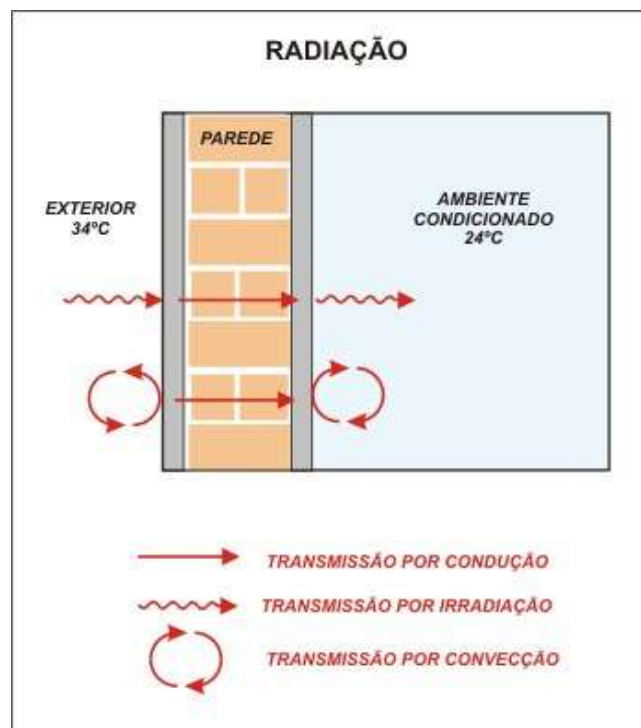 RADIAÇÃO
PAREDE
EXTERIOR
34ºC
AMBIENTE
CONDICIONADO
24ºC
TRANSMISSÃO POR CONDUÇÃO
TRANSMISSÃO POR IRRADIAÇÃO
TRANSMISSÃO POR CONVECÇÃO